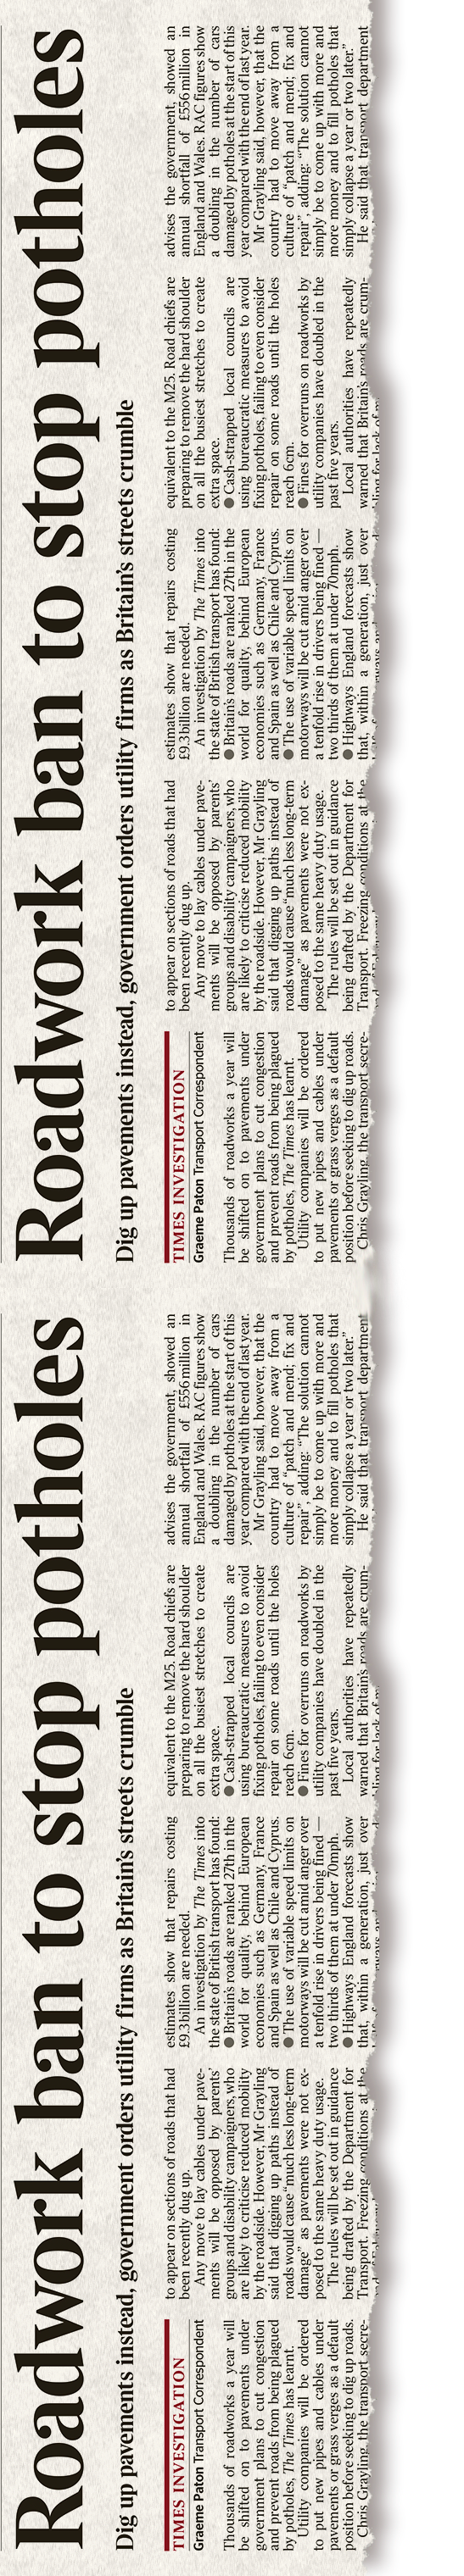 Roadwork ban to stop potholes
Dig up pavements instead, government orders utility firms as Britain's streets crumble
TIMES INVESTIGATION
Graeme Paton Transport Correspondent
Thousands of roadworks a year will
be shifted on to pavements under
government plans to cut congestion
and prevent roads from being plagued
by potholes, The Times has learnt.
Utility companies will be ordered
to put new pipes and cables under
pavements or grass verges as a default
position before seeking to dig up roads.
Chris Grayling, the transport secre-
to appear on sections of roads that had
been recently dug up.
Any move to lay cables under pave-
ments will be opposed by parents'
groups and disability campaigners, who
are likely to criticise reduced mobility
by the roadside. However, Mr Grayling
said that digging up paths instead of
roads would cause "much less long-term
damage" as pavements were not ex-
posed to the same heavy duty usage.
The rules will be set out in guidance
being drafted by the Department for
Transport. Freezing conditions at the
estimates show that repairs costing
£9.3billion are needed.
An investigation by The Times into
the state of British transport has found:
● Britain's roads are ranked 27th in the
world for quality, behind European
economies such as Germany, France
and Spain as well as Chile and Cyprus.
● The use of variable speed limits on
motorways will be cut amid anger over
a tenfold rise in drivers being fined —
two thirds of them at under 70mph.
● Highways England forecasts show
that, within a generation, just over
equivalent to the M25. Road chiefs are
preparing to remove the hard shoulder
on all the busiest stretches to create
extra space.
● Cash-strapped local councils are
using bureaucratic measures to avoid
fixing potholes, failing to even consider
repair on some roads until the holes
reach 6cm.
● Fines for overruns on roadworks by
utility companies have doubled in the
past five years.
Local authorities have repeatedly
warned that Britain's roads are crum-
bling for lack of
advises the government, showed an
annual shortfall of £556million in
England and Wales. RAC figures show
a doubling in the number of cars
damaged by potholes at the start of this
year compared with the end of last year.
Mr Grayling said, however, that the
country had to move away from a
culture of "patch and mend; fix and
repair", adding: "The solution cannot
simply be to come up with more and
more money and to fill potholes that
simply collapse a year or two later."
He said that transport department
Roadwork ban to stop potholes
Dig up pavements instead, government orders utility firms as Britain's streets crumble
TIMES INVESTIGATION
Graeme Paton Transport Correspondent
Thousands of roadworks a year will
be shifted on to pavements under
government plans to cut congestion
and prevent roads from being plagued
by potholes, The Times has learnt.
Utility companies will be ordered
to put new pipes and cables under
pavements or grass verges as a default
position before seeking to dig up roads.
Chris Grayling, the transport secre-
to appear on sections of roads that had
been recently dug up.
Any move to lay cables under pave-
ments will be opposed by parents'
groups and disability campaigners, who
are likely to criticise reduced mobility
by the roadside. However, Mr Grayling
said that digging up paths instead of
roads would cause "much less long-term
damage" as pavements were not ex-
posed to the same heavy duty usage.
The rules will be set out in guidance
being drafted by the Department for
Transport. Freezing conditions at the
estimates show that repairs costing
£9.3billion are needed.
An investigation by The Times into
the state of British transport has found:
● Britain's roads are ranked 27th in the
world for quality, behind European
economies such as Germany, France
and Spain as well as Chile and Cyprus.
● The use of variable speed limits on
motorways will be cut amid anger over
a tenfold rise in drivers being fined —
two thirds of them at under 70mph.
● Highways England forecasts show
that, within a generation, just over
equivalent to the M25. Road chiefs are
preparing to remove the hard shoulder
on all the busiest stretches to create
extra space.
● Cash-strapped local councils are
using bureaucratic measures to avoid
fixing potholes, failing to even consider
repair on some roads until the holes
reach 6cm.
● Fines for overruns on roadworks by
utility companies have doubled in the
past five years.
Local authorities have repeatedly
warned that Britain's roads are crum-
bling for lack of
advises the government, showed an
annual shortfall of £556million in
England and Wales. RAC figures show
a doubling in the number of cars
damaged by potholes at the start of this
year compared with the end of last year.
Mr Grayling said, however, that the
country had to move away from a
culture of "patch and mend; fix and
repair", adding: "The solution cannot
simply be to come up with more and
more money and to fill potholes that
simply collapse a year or two later."
He said that transport department